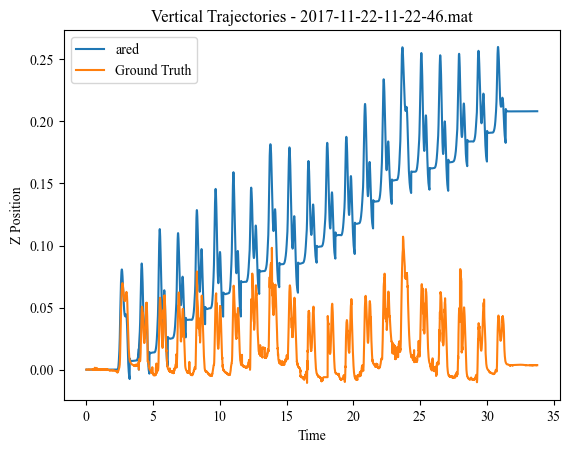 Vertical Trajectories - 2017-11-22-11-22-46.mat
ared
Ground Truth
0.25
0.20
0.15
0.10
0.05
0.00
Z Position
0 5 10 15 20 25 30 35
Time